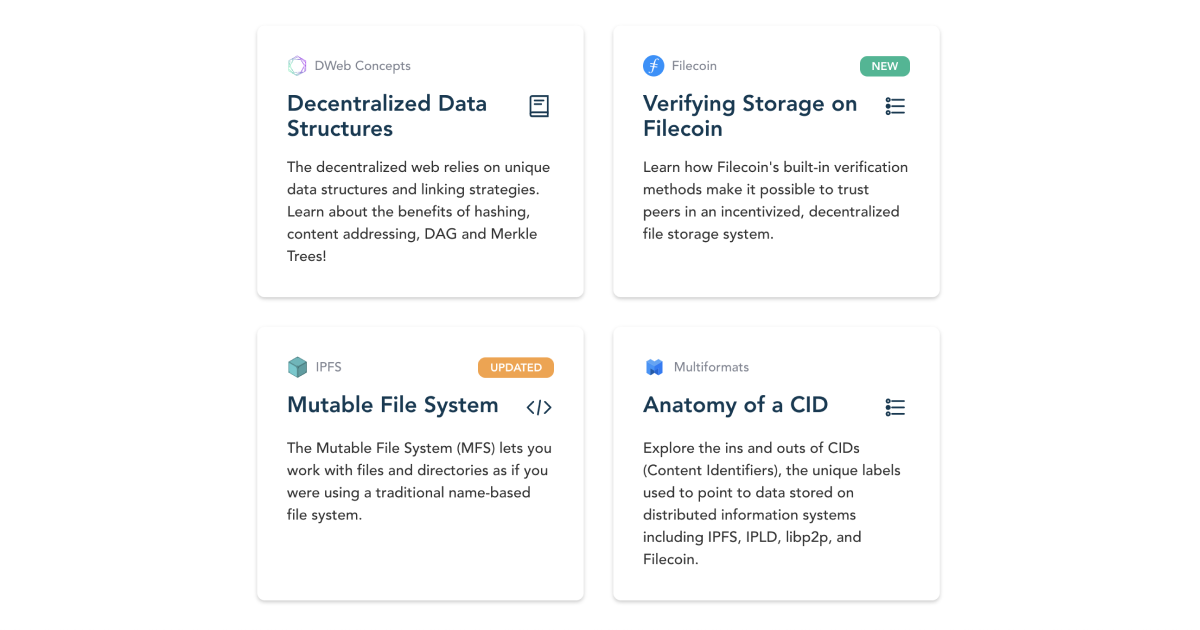 DWeb Concepts
Decentralized Data
Structures
The decentralized web relies on unique
data structures and linking strategies.
Learn about the benefits of hashing,
content addressing, DAG and Merkle
Trees!
Filecoin
NEW
Verifying Storage on
Filecoin
Learn how Filecoin's built-in verification
methods make it possible to trust
peers in an incentivized, decentralized
file storage system.
IPFS
UPDATED
Mutable File System
The Mutable File System (MFS) lets you
work with files and directories as if you
were using a traditional name-based
file system.
Multiformats
Anatomy of a CID
Explore the ins and outs of CIDs
(Content Identifiers), the unique labels
used to point to data stored on
distributed information systems
including IPFS, IPLD, libp2p, and
Filecoin.